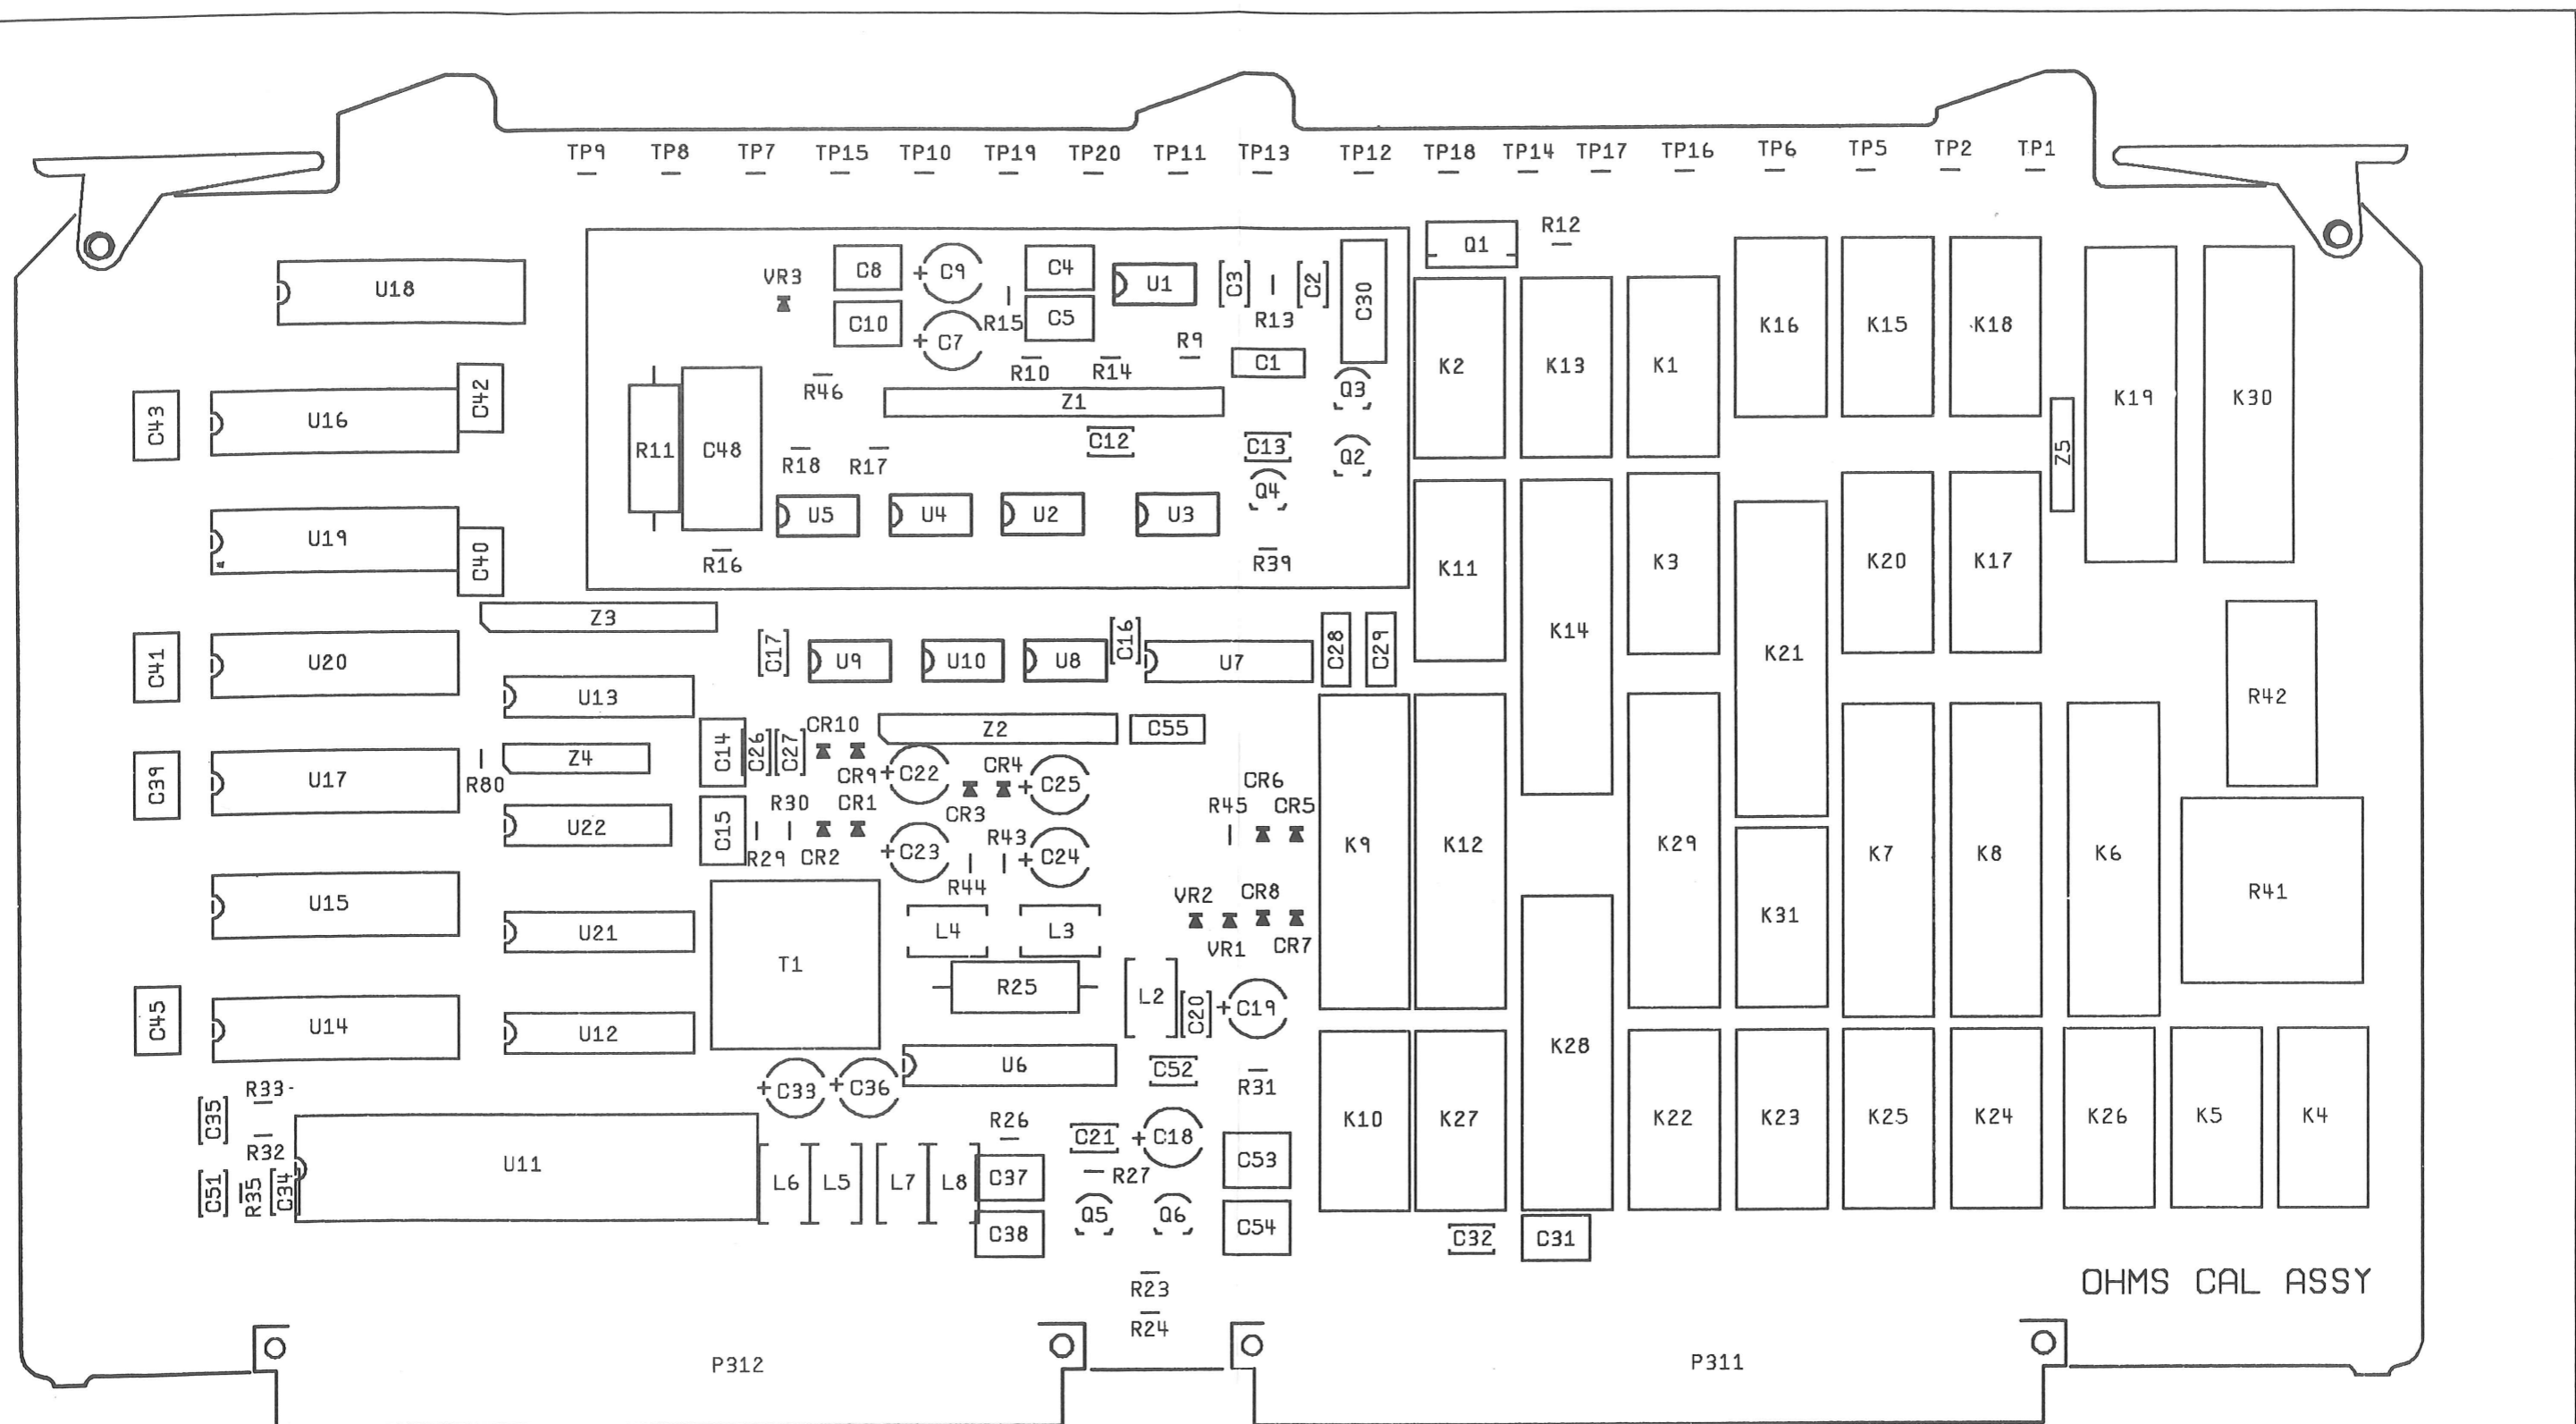 TP9 TP8 TP7 TP15 TP10 TP19 TP20 TP11 TP13 TP12 TP18 TP14 TP17 TP16 TP6 TP5 TP2 TP1
R12
Q1
U18
VR3
C8
C9
C4
U1
C3
C2
C30
R13
C10
C7
R15
C5
R9
R10
R14
C1
R46
Z1
Q3
K2
K13
K1
K16
K15
K18
K19
K30
C43
U16
C42
R11
C48
R18
R17
C12
C13
Q2
Q4
Z5
U5
U4
U2
U3
R16
R39
U19
C40
K11
K3
K20
K17
Z3
K14
K21
C41
U20
C17
U9
U10
U8
C16
U7
C28
C29
R42
U13
C14
C26
C27
CR10
Z2
C55
C39
U17
R80
Z4
CR9
C22
CR4
C25
CR3
CR6
R45
CR5
R30
CR1
U22
C15
R29
CR2
C23
R43
C24
R44
K9
K12
K29
K7
K8
K6
R41
U15
U21
T1
L4
L3
VR2
CR8
VR1
CR7
K31
R25
L2
C20
C19
C45
U14
U12
U6
C52
R31
K28
R33
C35
R32
C33
C36
R26
C21
C18
K10
K27
K22
K23
K25
K24
K26
K5
K4
C51
R35
C34
U11
L6
L5
L7
L8
C37
R27
C53
Q5
Q6
C38
C54
C32
C31
R23
R24
OHMS CAL ASSY
P312
P311